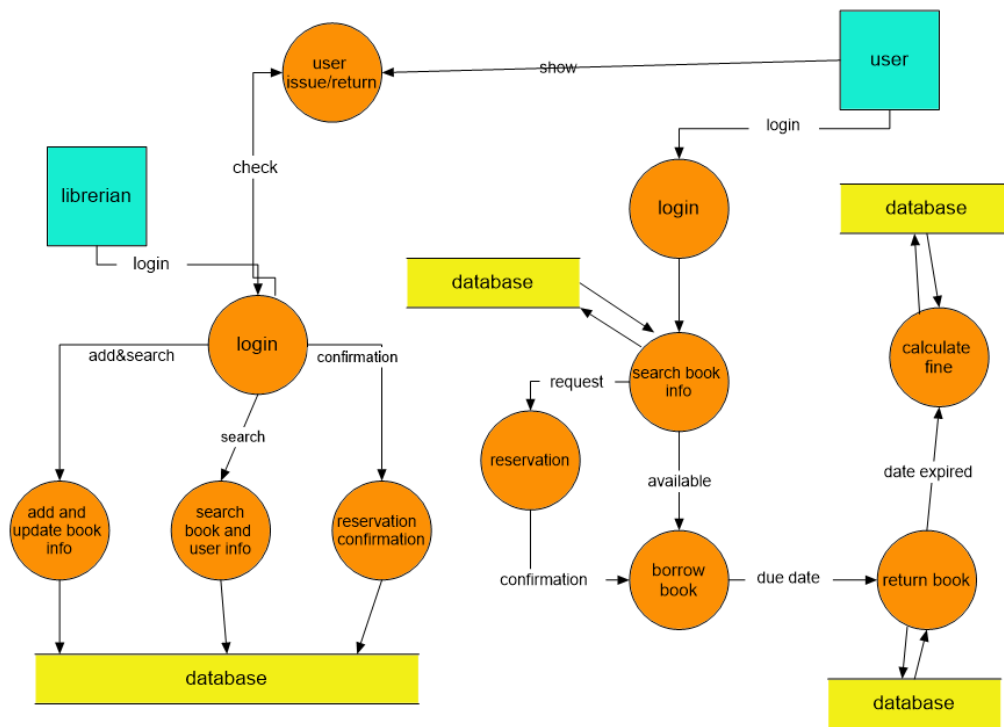 user
issue/return
show
user
login
check
librerian
login
login
database
database
login
add&search
confirmation
calculate
fine
search book
info
request
search
reservation
available
date expired
add and
update book
info
search
book and
user info
reservation
confirmation
confirmation
borrow
book
due date
return book
database
database